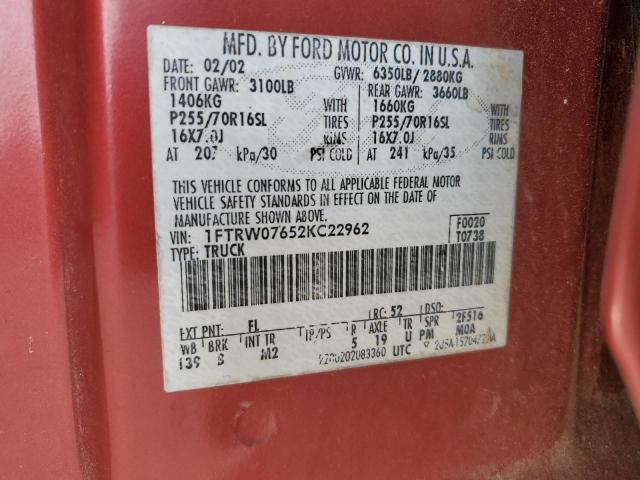 MFD. BY FORD MOTOR CO. IN U.S.A.
DATE: 02/02 GVWR: 6350LB/ 2880KG
FRONT GAWR: 3100LB REAR GAWR: 3660LB
1406KG WITH 1660KG WITH
P255/70R16SL TIRES P255/70R16SL TIRES
16X7.0J RIMS 16X7.0J RIMS
AT 207 kPa/30 PSI COLD AT 241 kPa/35 PSI COLD
THIS VEHICLE CONFORMS TO ALL APPLICABLE FEDERAL MOTOR
VEHICLE SAFETY STANDARDS IN EFFECT ON THE DATE OF
MANUFACTURE SHOWN ABOVE.
VIN: 1FTRW07652KC22962 F0020
TYPE: TRUCK T0738
EXT PNT: FL RC: 52 DSO: 2F516
WB BRK INT TR TP/PS R AXLE TR SPR
139 B M2 5 19 U PM MOA
UTC